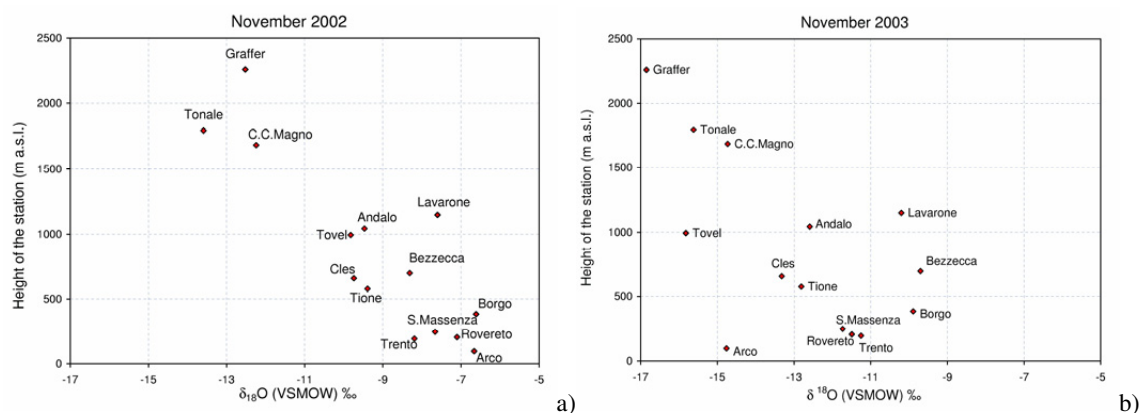 November 2002
2500
2000
1500
1000
500
0
Height of the station (m a.s.l.)
Graffer
Tonale
C.C.Magno
Lavarone
Andalo
Tovel
Bezzecca
Cles
Tione
Borgo
S.Massenza
Rovereto
Trento
Arco
-17 -15 -13 -11 -9 -7 -5
δ18O (VSMOW) ‰
a)
November 2003
2500
2000
1500
1000
500
0
Height of the station (m a.s.l.)
Graffer
Tonale
C.C.Magno
Lavarone
Andalo
Tovel
Bezzecca
Cles
Tione
Borgo
S.Massenza
Rovereto
Trento
Arco
-17 -15 -13 -11 -9 -7 -5
δ 18O (VSMOW) ‰
b)